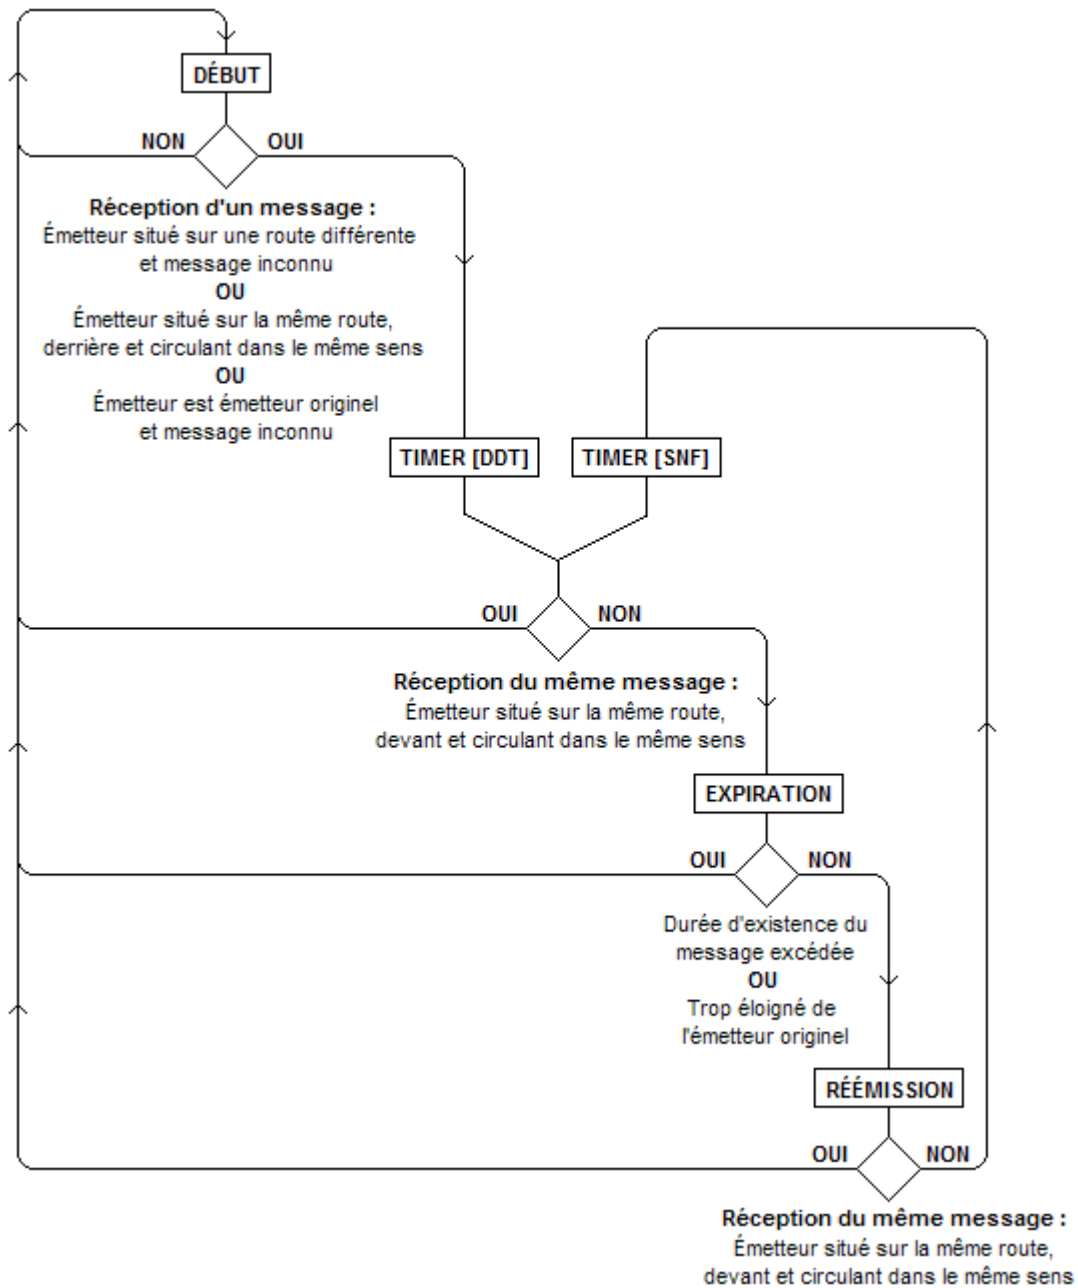 DÉBUT
NON
OUI
Réception d'un message :
Émetteur situé sur une route différente
et message inconnu
OU
Émetteur situé sur la même route,
derrière et circulant dans le même sens
OU
Émetteur est émetteur originel
et message inconnu
TIMER [DDT]
TIMER [SNF]
OUI
NON
Réception du même message :
Émetteur situé sur la même route,
devant et circulant dans le même sens
EXPIRATION
OUI
NON
Durée d'existence du
message excédée
OU
Trop éloigné de
l'émetteur originel
RÉÉMISSION
OUI
NON
Réception du même message :
Émetteur situé sur la même route,
devant et circulant dans le même sens